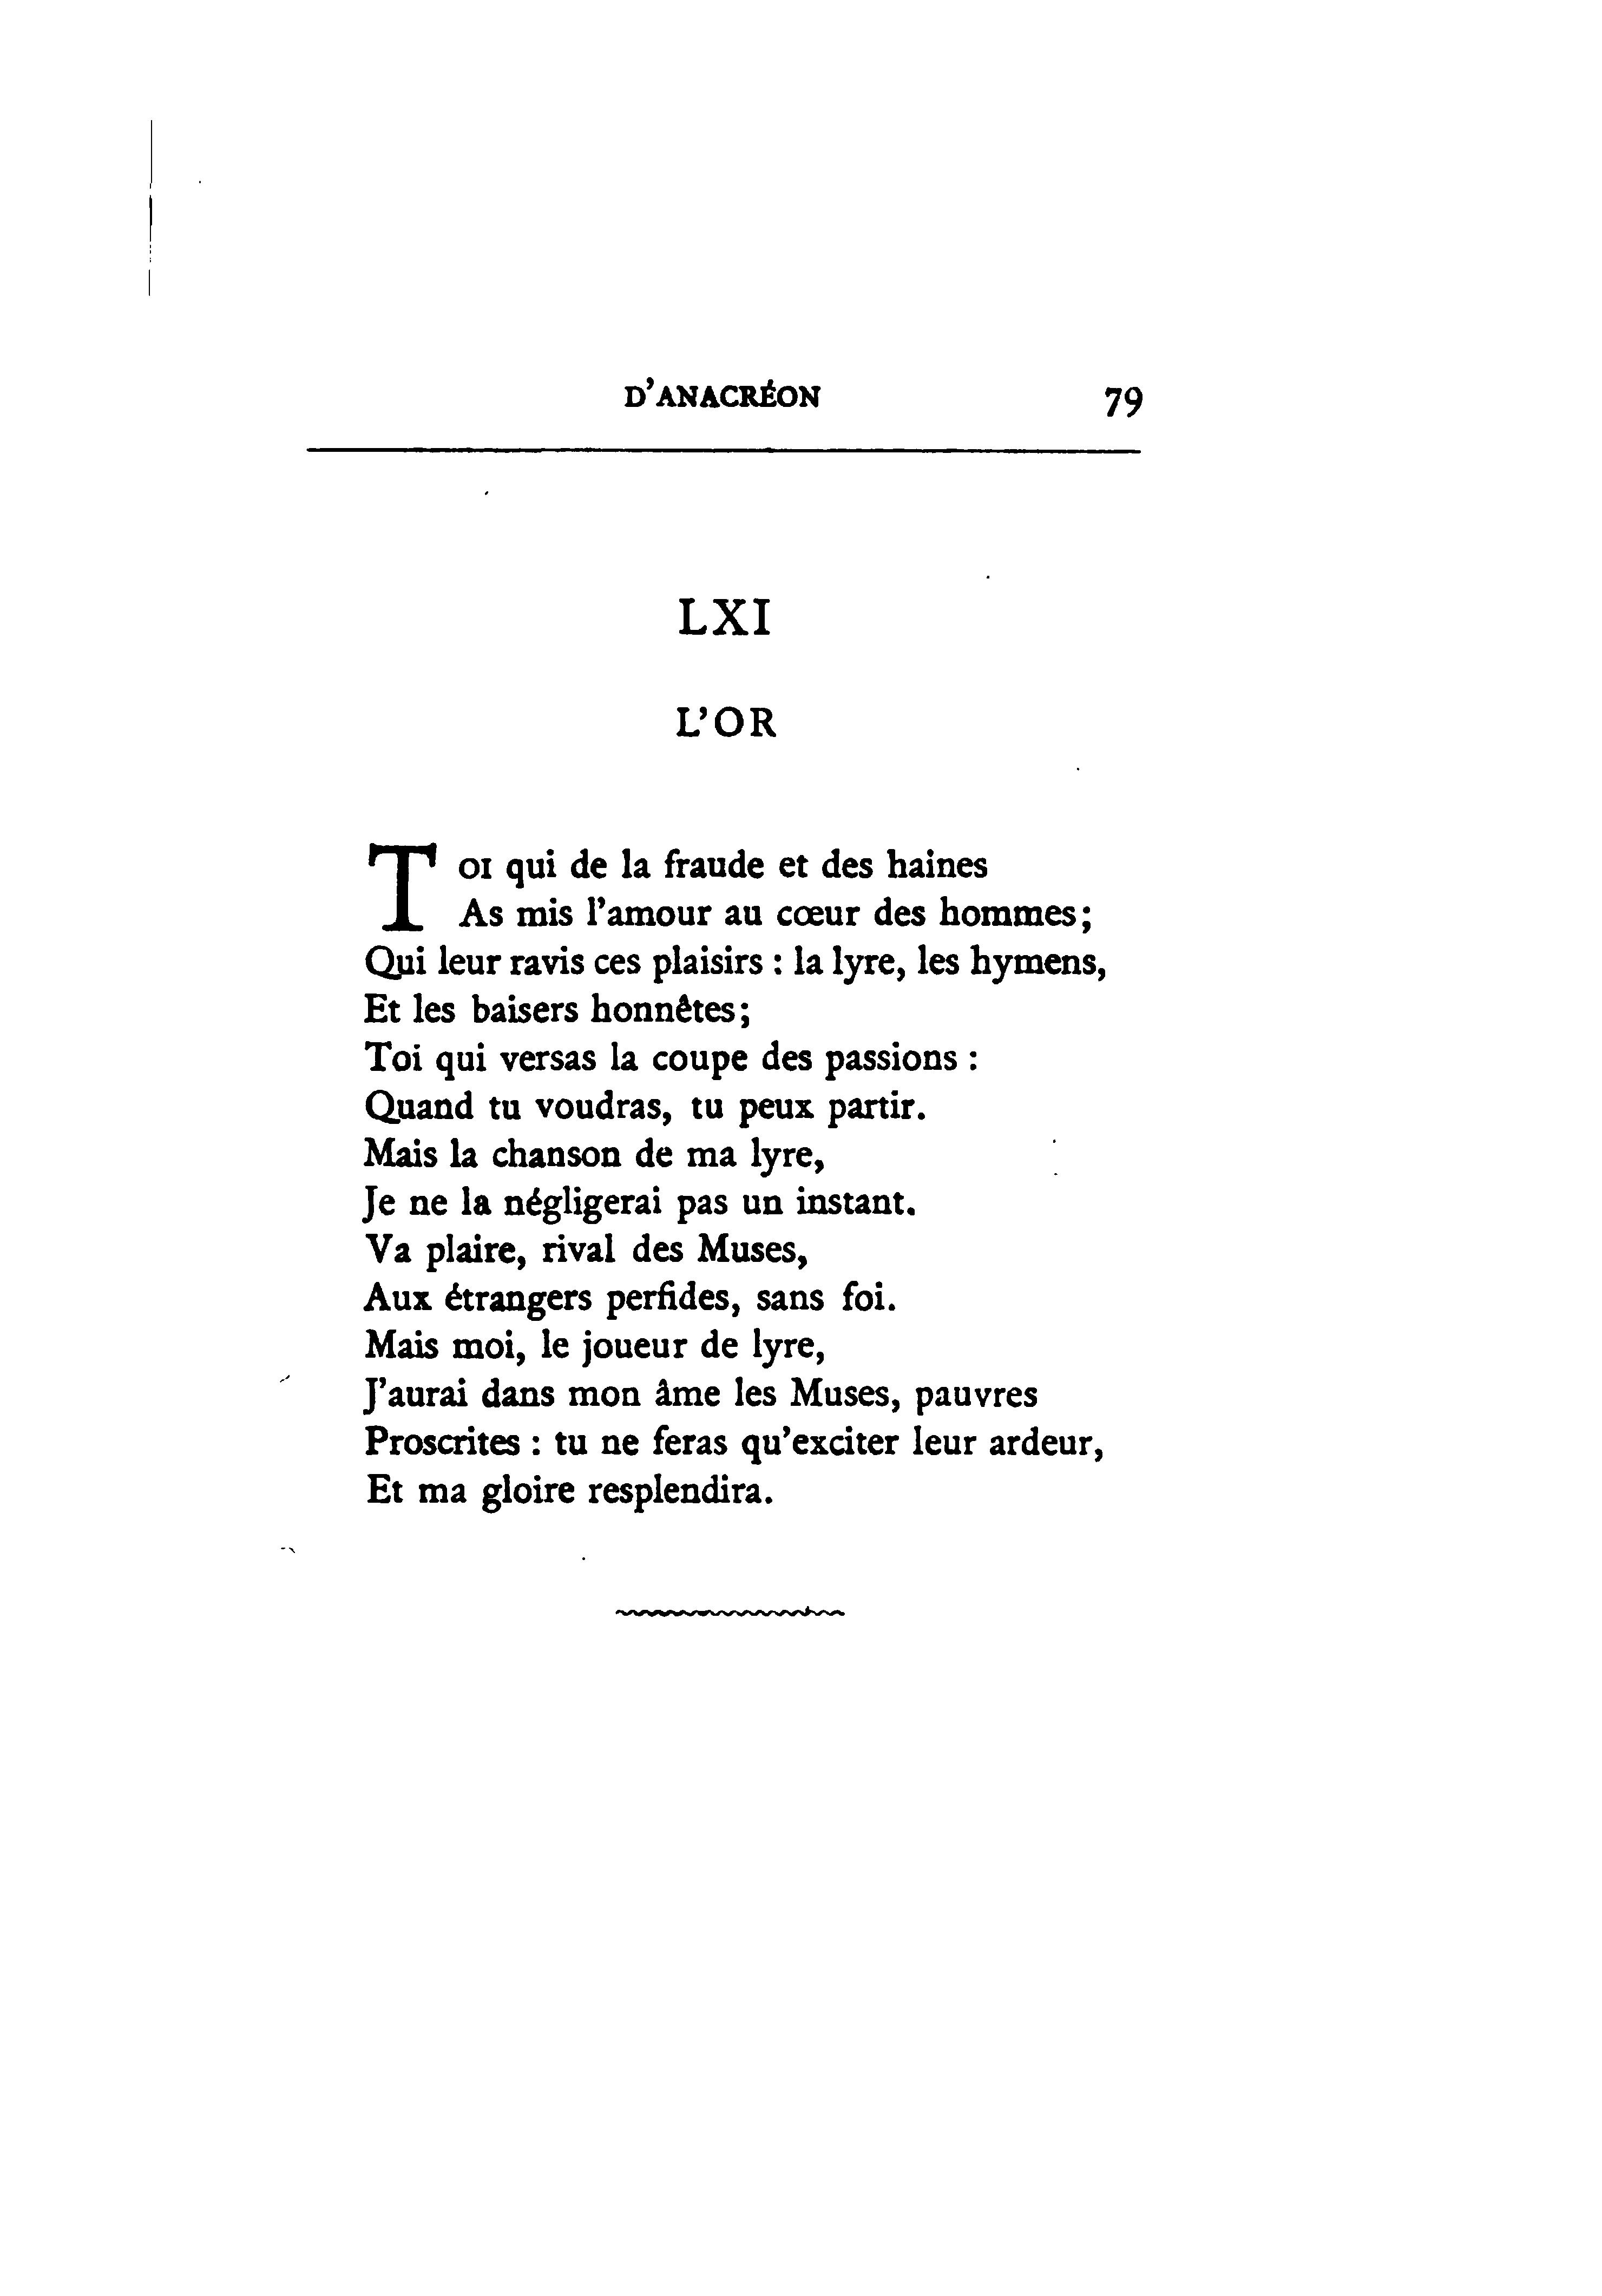 D'ANACRÉON 79
LXI
L'OR
TOI qui de la fraude et des haines
As mis l'amour au cœur des hommes;
Qui leur ravis ces plaisirs : la lyre, les hymens,
Et les baisers honnêtes;
Toi qui versas la coupe des passions :
Quand tu voudras, tu peux partir.
Mais la chanson de ma lyre,
Je ne la négligerai pas un instant.
Va plaire, rival des Muses,
Aux étrangers perfides, sans foi.
Mais moi, le joueur de lyre,
J'aurai dans mon âme les Muses, pauvres
Proscrites : tu ne feras qu'exciter leur ardeur,
Et ma gloire resplendira.